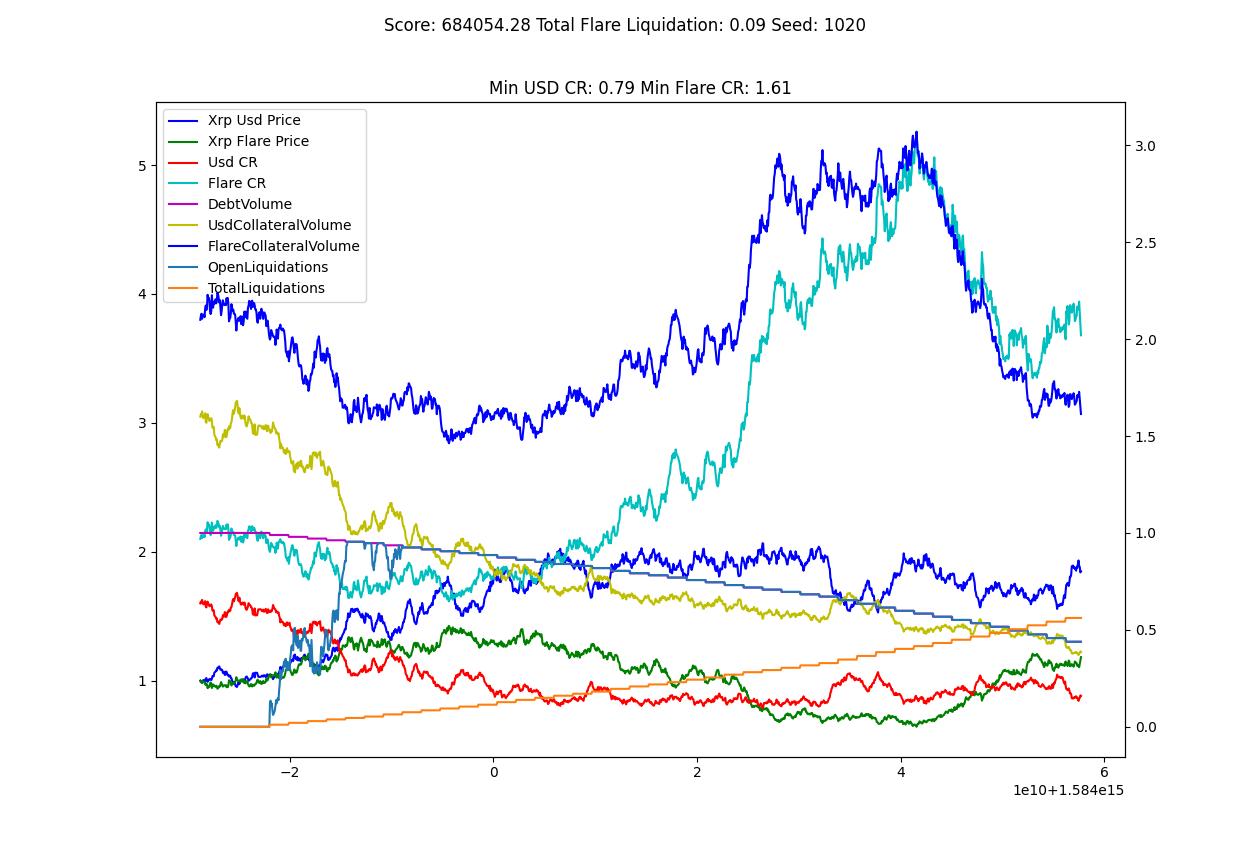 Score: 684054.28 Total Flare Liquidation: 0.09 Seed: 1020
Min USD CR: 0.79 Min Flare CR: 1.61
Xrp Usd Price
Xrp Flare Price
Usd CR
Flare CR
DebtVolume
UsdCollateralVolume
FlareCollateralVolume
OpenLiquidations
TotalLiquidations
5
4
3
2
1
3.0
2.5
2.0
1.5
1.0
0.5
0.0
−2
0
2
4
6
1e10+1.584e15